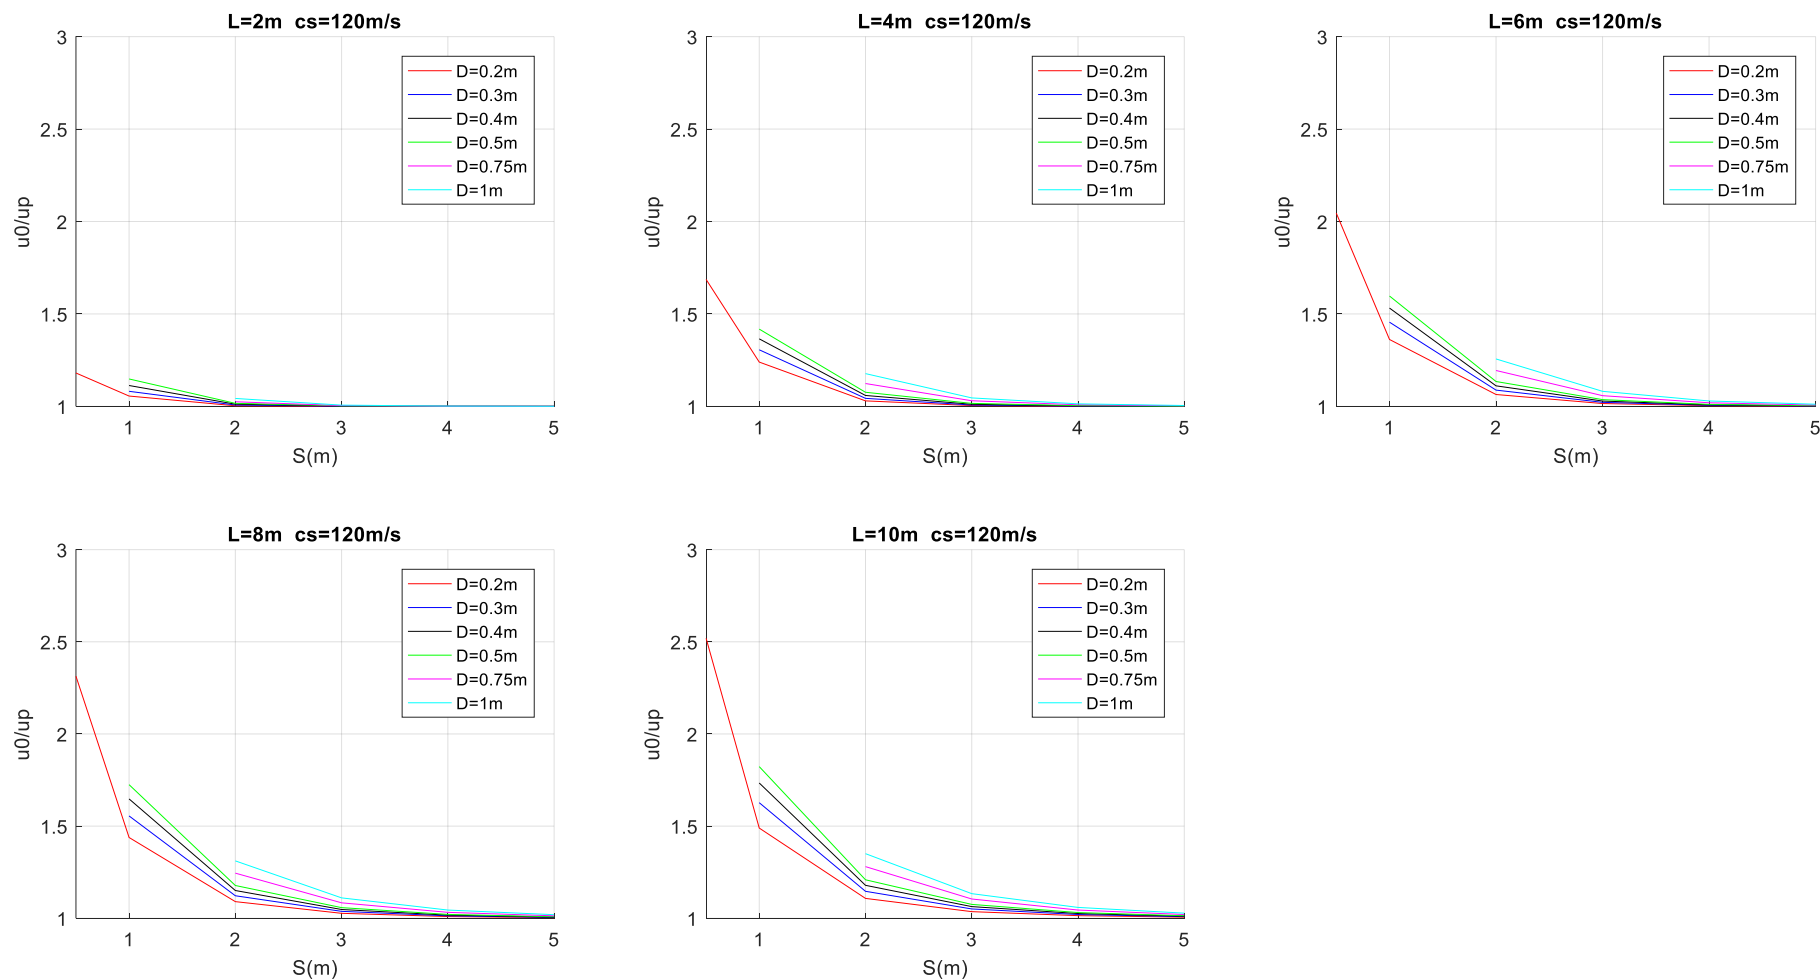 L=2m cs=120m/s
3
2.5
2
1.5
1
u0/up
D=0.2m
D=0.3m
D=0.4m
D=0.5m
D=0.75m
D=1m
1 2 3 4 5
S(m)
L=4m cs=120m/s
3
2.5
2
1.5
1
u0/up
D=0.2m
D=0.3m
D=0.4m
D=0.5m
D=0.75m
D=1m
1 2 3 4 5
S(m)
L=6m cs=120m/s
3
2.5
2
1.5
1
u0/up
D=0.2m
D=0.3m
D=0.4m
D=0.5m
D=0.75m
D=1m
1 2 3 4 5
S(m)
L=8m cs=120m/s
3
2.5
2
1.5
1
u0/up
D=0.2m
D=0.3m
D=0.4m
D=0.5m
D=0.75m
D=1m
1 2 3 4 5
S(m)
L=10m cs=120m/s
3
2.5
2
1.5
1
u0/up
D=0.2m
D=0.3m
D=0.4m
D=0.5m
D=0.75m
D=1m
1 2 3 4 5
S(m)